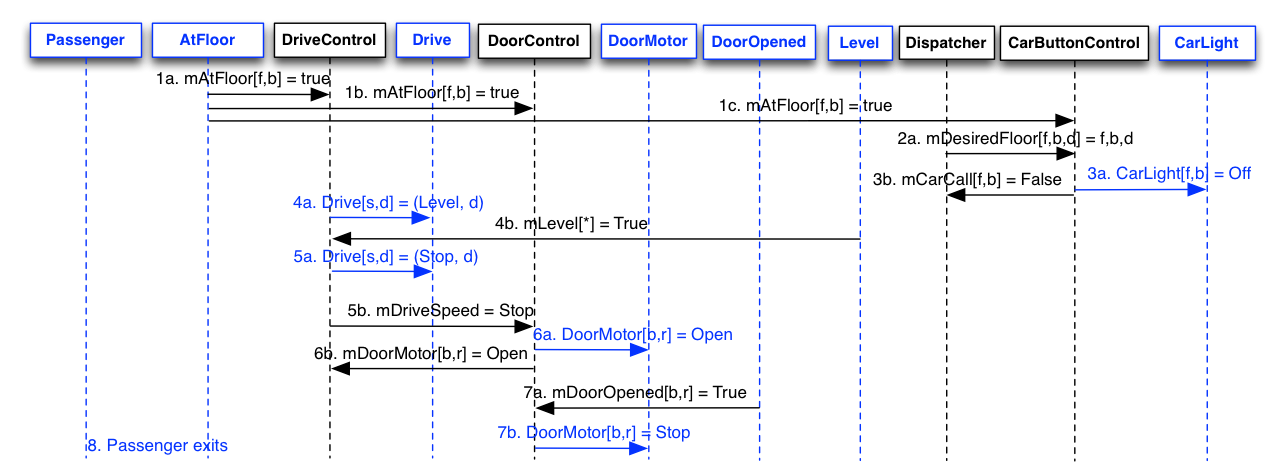 Passenger
AtFloor
DriveControl
Drive
DoorControl
DoorMotor
DoorOpened
Level
Dispatcher
CarButtonControl
CarLight
1a. mAtFloor[f,b] = true
1b. mAtFloor[f,b] = true
1c. mAtFloor[f,b] = true
2a. mDesiredFloor[f,b,d] = f,b,d
3a. CarLight[f,b] = Off
3b. mCarCall[f,b] = False
4a. Drive[s,d] = (Level, d)
4b. mLevel[*] = True
5a. Drive[s,d] = (Stop, d)
5b. mDriveSpeed = Stop
6a. DoorMotor[b,r] = Open
6b. mDoorMotor[b,r] = Open
7a. mDoorOpened[b,r] = True
7b. DoorMotor[b,r] = Stop
8. Passenger exits